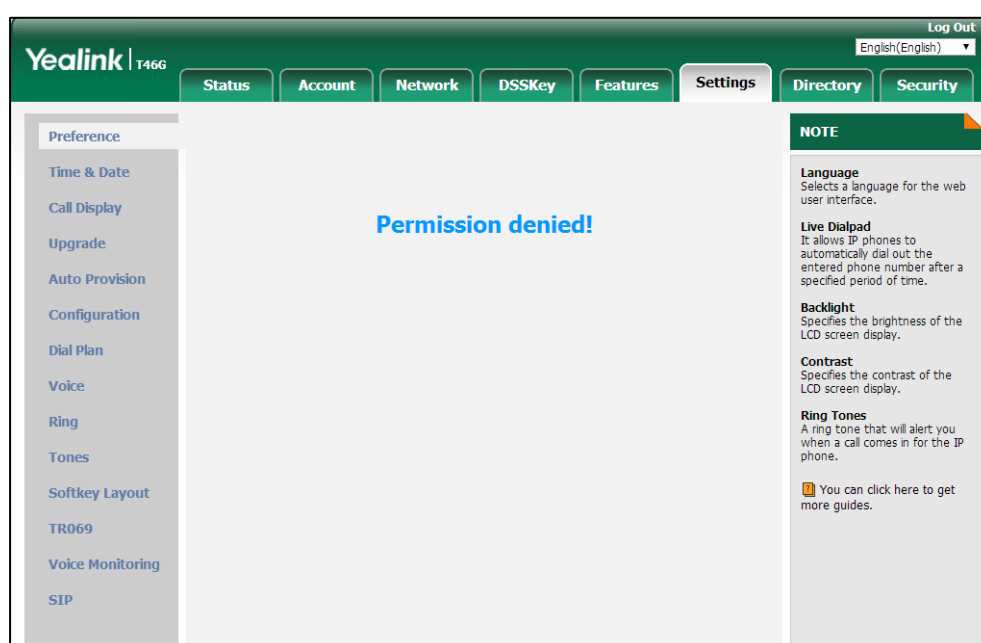 Log Out
English(English)
Yealink T46G
Status Account Network DSSKey Features Settings Directory Security
Preference
Time & Date
Call Display
Upgrade
Auto Provision
Configuration
Dial Plan
Voice
Ring
Tones
Softkey Layout
TR069
Voice Monitoring
SIP
Permission denied!
NOTE
Language
Selects a language for the web
user interface.
Live Dialpad
It allows IP phones to
automatically dial out the
entered phone number after a
specified period of time.
Backlight
Specifies the brightness of the
LCD screen display.
Contrast
Specifies the contrast of the
LCD screen display.
Ring Tones
A ring tone that will alert you
when a call comes in for the IP
phone.
? You can click here to get
more guides.